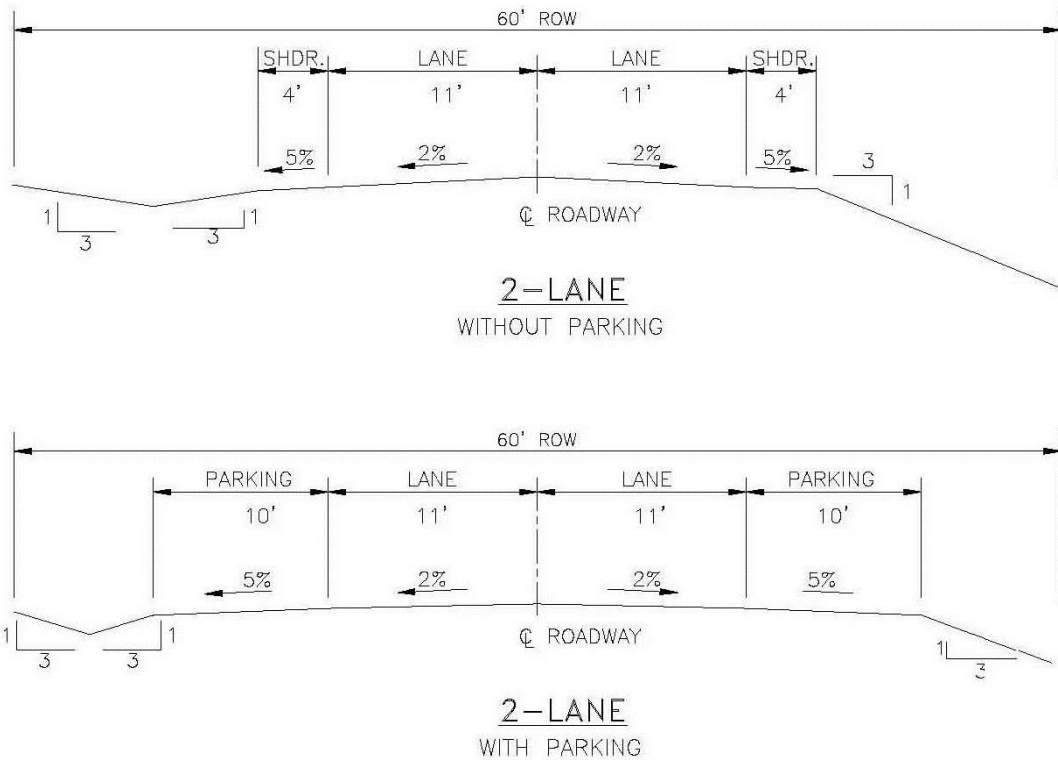 60' ROW
SHDR. LANE LANE SHDR.
4' 11' 11' 4'
5% 2% 2% 5%
3
1
1 3 3 1
℄ ROADWAY
2-LANE
WITHOUT PARKING
60' ROW
PARKING LANE LANE PARKING
10' 11' 11' 10'
5% 2% 2% 5%
1 3 3 1
℄ ROADWAY
1
3
2-LANE
WITH PARKING